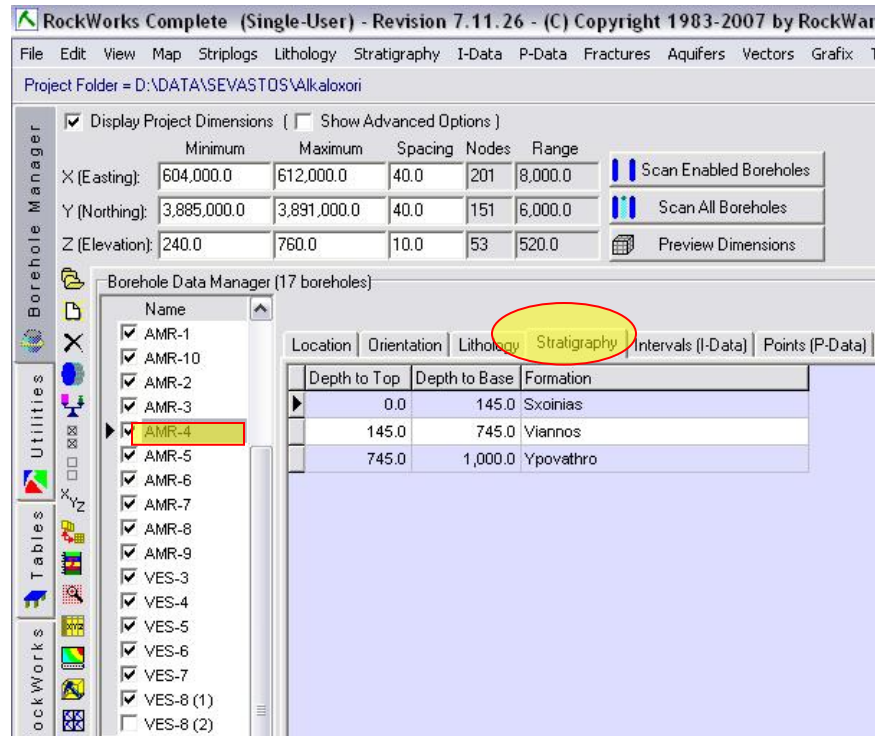 RockWorks Complete (Single-User) - Revision 7.11.26 - (C) Copyright 1983-2007 by RockWar
File Edit View Map Striplogs Lithology Stratigraphy I-Data P-Data Fractures Aquifers Vectors Grafix T
Project Folder = D:\DATA\SEVASTOS\Alkaloxori
Display Project Dimensions ( Show Advanced Options )
Minimum Maximum Spacing Nodes Range
X (Easting): 604,000.0 612,000.0 40.0 201 8,000.0 Scan Enabled Boreholes
Y (Northing): 3,885,000.0 3,891,000.0 40.0 151 6,000.0 Scan All Boreholes
Z (Elevation): 240.0 760.0 10.0 53 520.0 Preview Dimensions
Borehole Manager
Utilities
Tables
ockWorks
Borehole Data Manager (17 boreholes)
Name
AMR-1
AMR-10
AMR-2
AMR-3
AMR-4
AMR-5
AMR-6
AMR-7
AMR-8
AMR-9
VES-3
VES-4
VES-5
VES-6
VES-7
VES-8 (1)
VES-8 (2)
Location Orientation Lithology Stratigraphy Intervals (I-Data) Points (P-Data)
Depth to Top Depth to Base Formation
0.0 145.0 Sxoinias
145.0 745.0 Viannos
745.0 1,000.0 Ypovathro
XYZ
XYZ